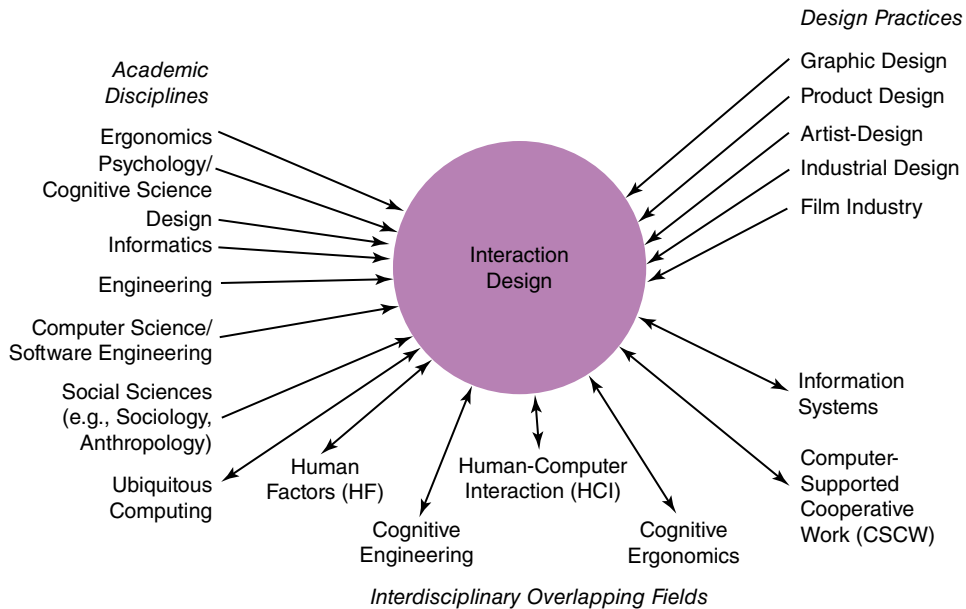 Design Practices
Graphic Design
Product Design
Artist-Design
Industrial Design
Film Industry
Academic
Disciplines
Ergonomics
Psychology/
Cognitive Science
Design
Informatics
Engineering
Computer Science/
Software Engineering
Social Sciences
(e.g., Sociology,
Anthropology)
Interaction
Design
Ubiquitous
Computing
Human
Factors (HF)
Cognitive
Engineering
Human-Computer
Interaction (HCI)
Cognitive
Ergonomics
Information
Systems
Computer-
Supported
Cooperative
Work (CSCW)
Interdisciplinary Overlapping Fields